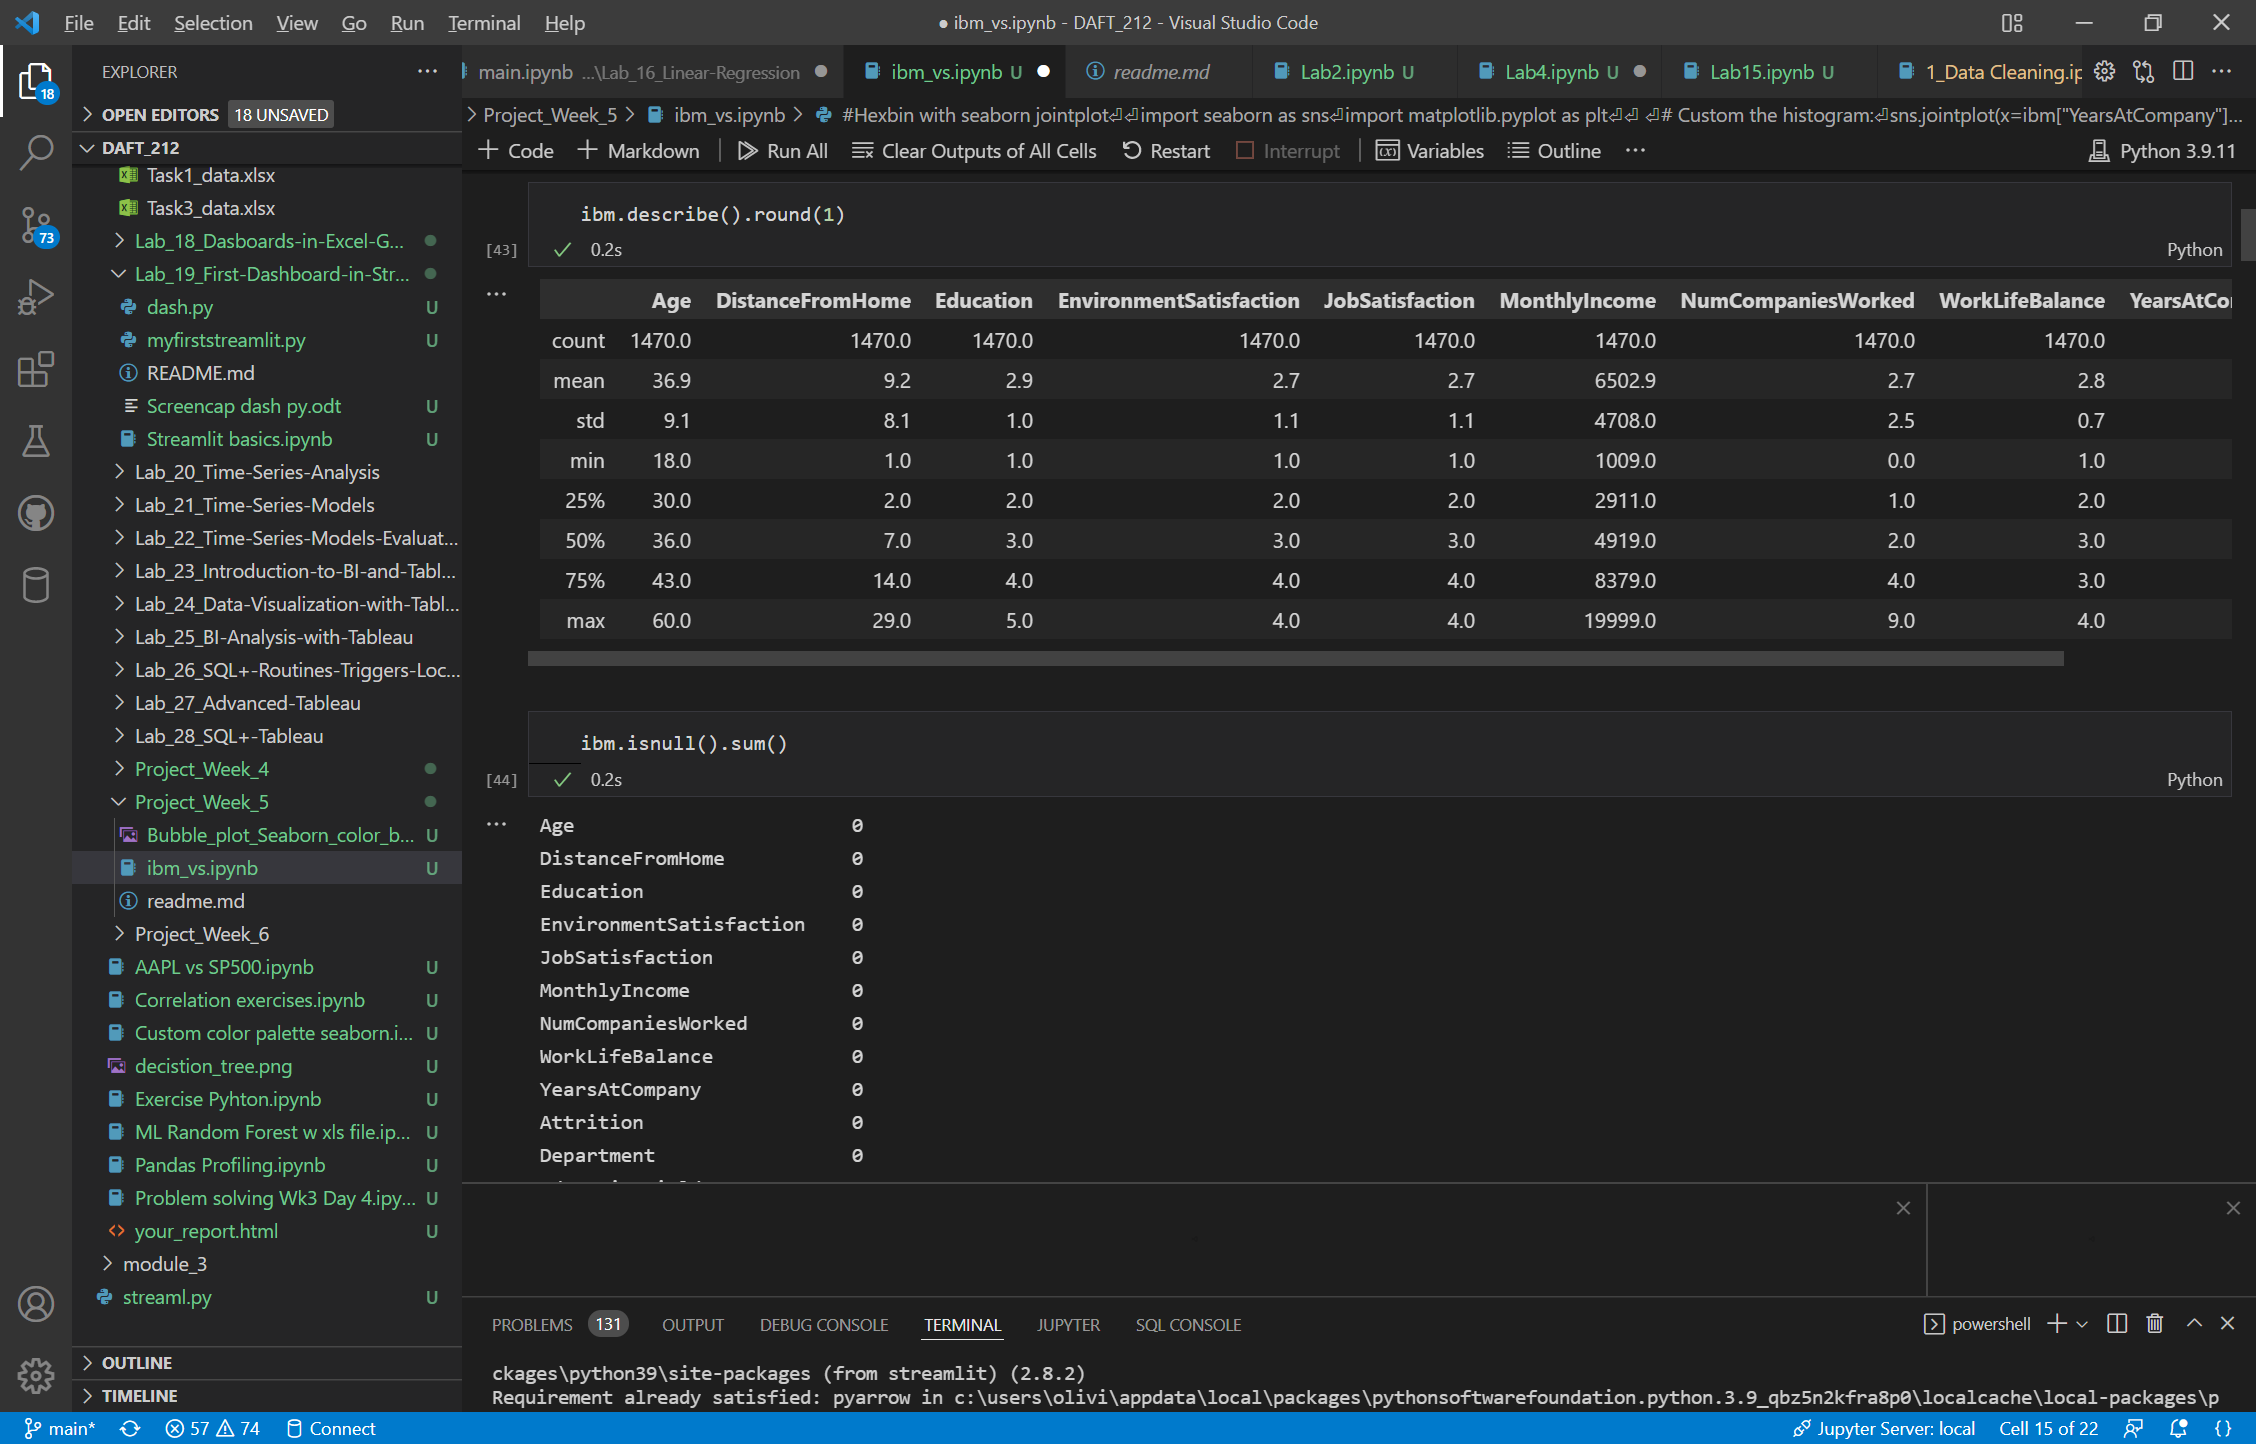 File Edit Selection View Go Run Terminal Help ● ibm_vs.ipynb - DAFT_212 - Visual Studio Code
EXPLORER
main.ipynb ...\Lab_16_Linear-Regression
ibm_vs.ipynb U
readme.md
Lab2.ipynb U
Lab4.ipynb U
Lab15.ipynb U
1_Data Cleaning.ip
18
OPEN EDITORS 18 UNSAVED
Project_Week_5 > ibm_vs.ipynb > #Hexbin with seaborn jointplot⏎⏎import seaborn as sns⏎import matplotlib.pyplot as plt⏎⏎ ⏎# Custom the histogram:⏎sns.jointplot(x=ibm["YearsAtCompany"]...
Code Markdown Run All Clear Outputs of All Cells Restart Interrupt Variables Outline Python 3.9.11
DAFT_212
Task1_data.xlsx
Task3_data.xlsx
73
Lab_18_Dasboards-in-Excel-G...
Lab_19_First-Dashboard-in-Str...
dash.py U
myfirststreamlit.py U
README.md
Screencap dash py.odt U
Streamlit basics.ipynb U
Lab_20_Time-Series-Analysis
Lab_21_Time-Series-Models
Lab_22_Time-Series-Models-Evaluat...
Lab_23_Introduction-to-BI-and-Tabl...
Lab_24_Data-Visualization-with-Tabl...
Lab_25_BI-Analysis-with-Tableau
Lab_26_SQL+-Routines-Triggers-Loc...
Lab_27_Advanced-Tableau
Lab_28_SQL+-Tableau
Project_Week_4
Project_Week_5
Bubble_plot_Seaborn_color_b... U
ibm_vs.ipynb U
readme.md
Project_Week_6
AAPL vs SP500.ipynb U
Correlation exercises.ipynb U
Custom color palette seaborn.i... U
decistion_tree.png U
Exercise Pyhton.ipynb U
ML Random Forest w xls file.ip... U
Pandas Profiling.ipynb U
Problem solving Wk3 Day 4.ipy... U
your_report.html U
module_3
streaml.py U
OUTLINE
TIMELINE
ibm.describe().round(1)
[43] 0.2s Python
Age DistanceFromHome Education EnvironmentSatisfaction JobSatisfaction MonthlyIncome NumCompaniesWorked WorkLifeBalance YearsAtCo
count 1470.0 1470.0 1470.0 1470.0 1470.0 1470.0 1470.0 1470.0
mean 36.9 9.2 2.9 2.7 2.7 6502.9 2.7 2.8
std 9.1 8.1 1.0 1.1 1.1 4708.0 2.5 0.7
min 18.0 1.0 1.0 1.0 1.0 1009.0 0.0 1.0
25% 30.0 2.0 2.0 2.0 2.0 2911.0 1.0 2.0
50% 36.0 7.0 3.0 3.0 3.0 4919.0 2.0 3.0
75% 43.0 14.0 4.0 4.0 4.0 8379.0 4.0 3.0
max 60.0 29.0 5.0 4.0 4.0 19999.0 9.0 4.0
ibm.isnull().sum()
[44] 0.2s Python
Age 0
DistanceFromHome 0
Education 0
EnvironmentSatisfaction 0
JobSatisfaction 0
MonthlyIncome 0
NumCompaniesWorked 0
WorkLifeBalance 0
YearsAtCompany 0
Attrition 0
Department 0
PROBLEMS 131 OUTPUT DEBUG CONSOLE TERMINAL JUPYTER SQL CONSOLE powershell
ckages\python39\site-packages (from streamlit) (2.8.2)
Requirement already satisfied: pyarrow in c:\users\olivi\appdata\local\packages\pythonsoftwarefoundation.python.3.9_qbz5n2kfra8p0\localcache\local-packages\p
main* 57 74 Connect Jupyter Server: local Cell 15 of 22